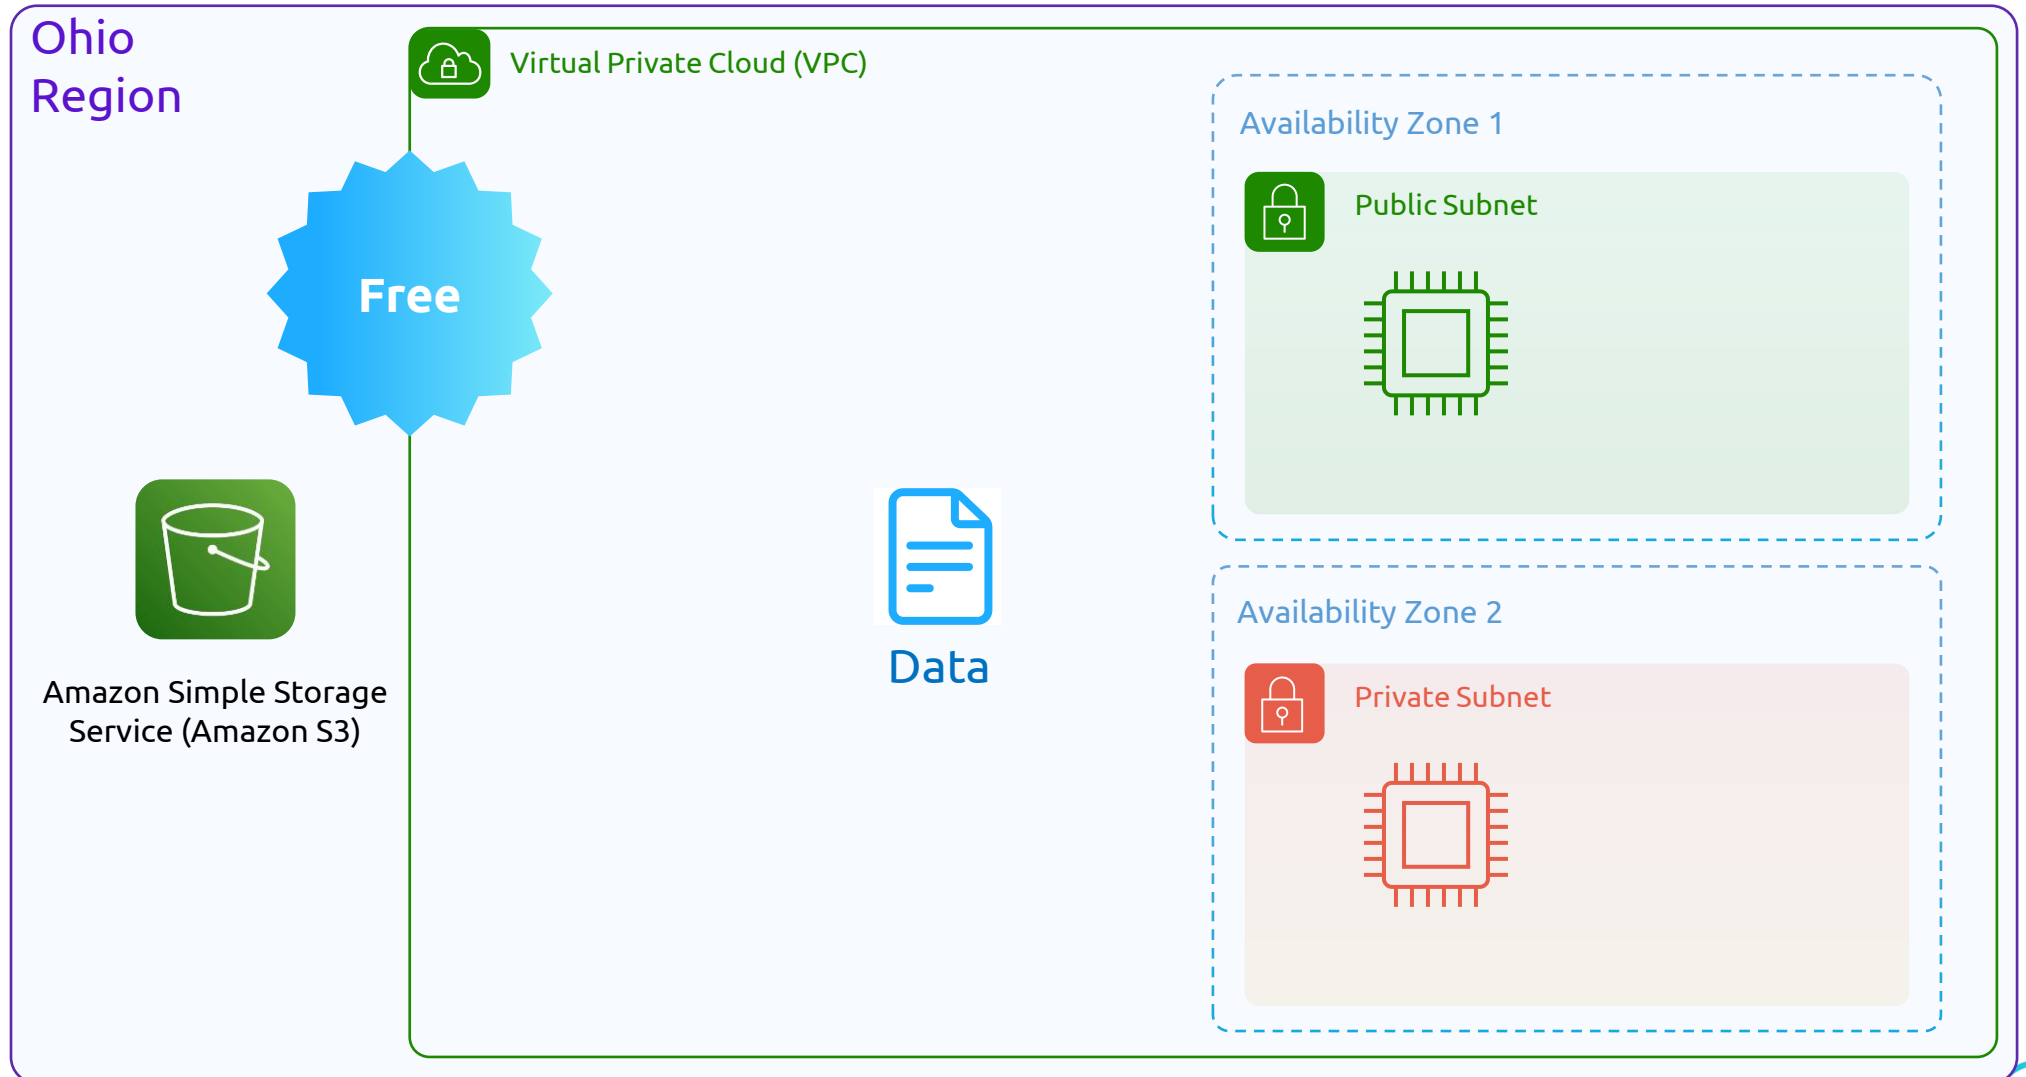 Ohio
Region
Virtual Private Cloud (VPC)
Availability Zone 1
Public Subnet
Free
Amazon Simple Storage
Service (Amazon S3)
Data
Availability Zone 2
Private Subnet